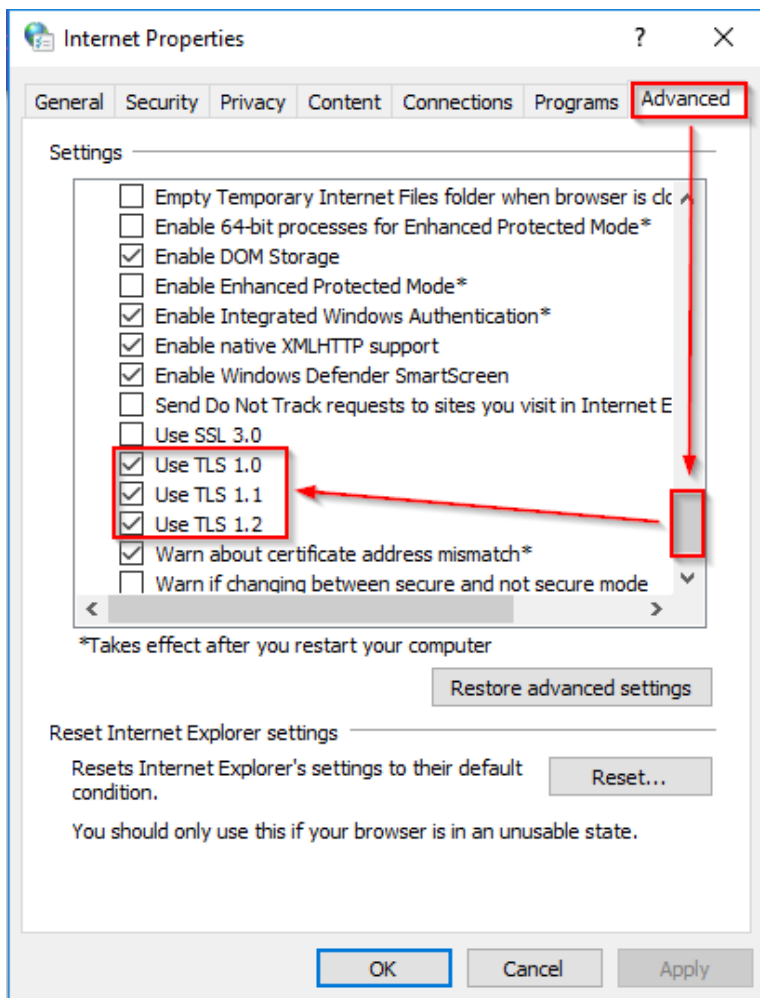 Internet Properties
?
General Security Privacy Content Connections Programs Advanced
Settings
Empty Temporary Internet Files folder when browser is clo
Enable 64-bit processes for Enhanced Protected Mode*
Enable DOM Storage
Enable Enhanced Protected Mode*
Enable Integrated Windows Authentication*
Enable native XMLHTTP support
Enable Windows Defender SmartScreen
Send Do Not Track requests to sites you visit in Internet E
Use SSL 3.0
Use TLS 1.0
Use TLS 1.1
Use TLS 1.2
Warn about certificate address mismatch*
Warn if changing between secure and not secure mode
*Takes effect after you restart your computer
Restore advanced settings
Reset Internet Explorer settings
Resets Internet Explorer's settings to their default
condition.
Reset...
You should only use this if your browser is in an unusable state.
OK Cancel Apply